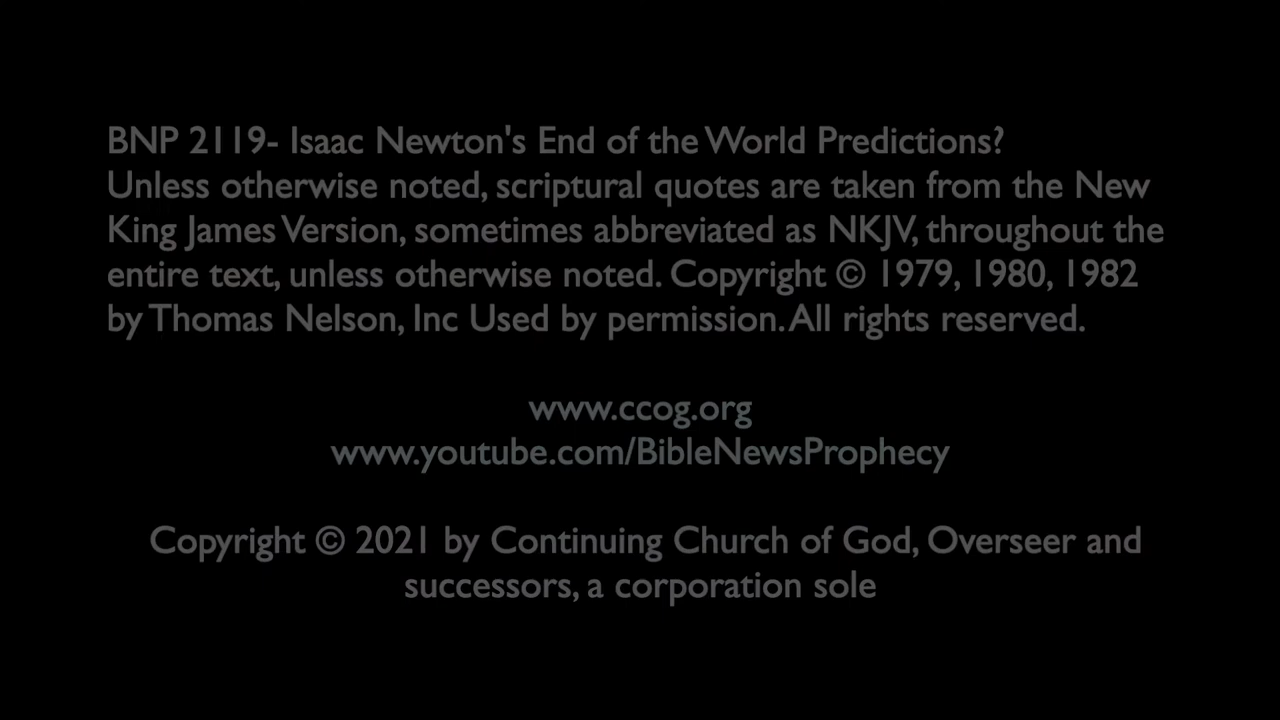 BNP 2119- Isaac Newton's End of the World Predictions?
Unless otherwise noted, scriptural quotes are taken from the New
King James Version, sometimes abbreviated as NKJV, throughout the
entire text, unless otherwise noted. Copyright © 1979, 1980, 1982
by Thomas Nelson, Inc Used by permission. All rights reserved.
www.ccog.org
www.youtube.com/BibleNewsProphecy
Copyright © 2021 by Continuing Church of God, Overseer and
successors, a corporation sole